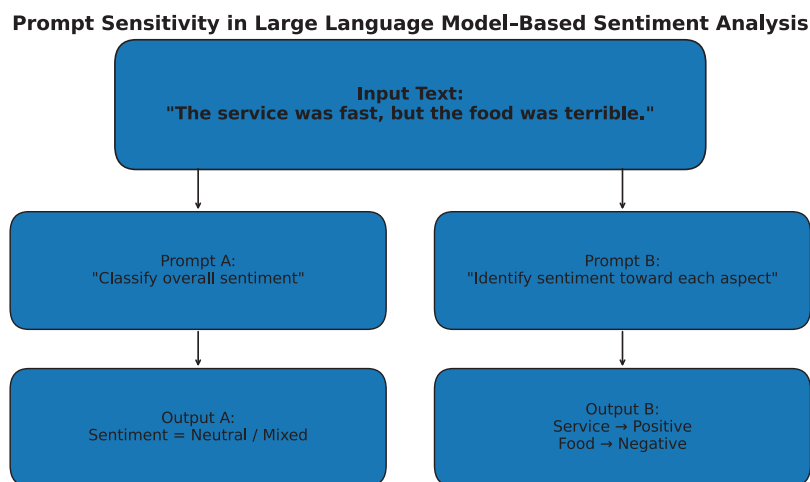 Prompt Sensitivity in Large Language Model–Based Sentiment Analysis
Input Text:
"The service was fast, but the food was terrible."
Prompt A:
"Classify overall sentiment"
Prompt B:
"Identify sentiment toward each aspect"
Output A:
Sentiment = Neutral / Mixed
Output B:
Service → Positive
Food → Negative